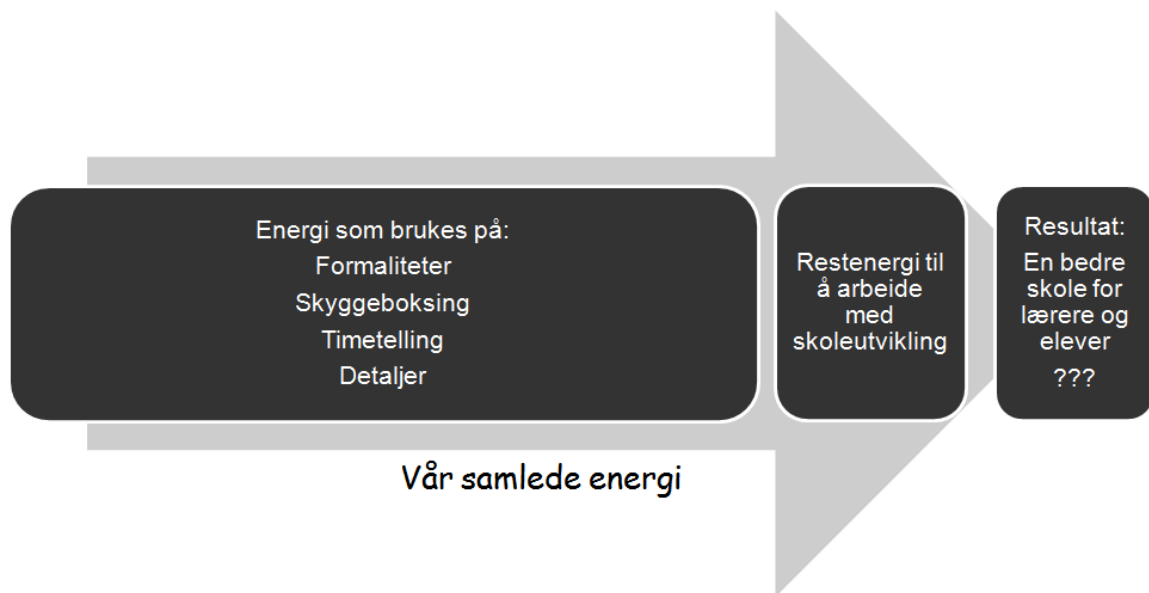 Energi som brukes på:
Formaliteter
Skyggeboksing
Timetelling
Detaljer
Restenergi til
å arbeide
med
skoleutvikling
Resultat:
En bedre
skole for
lærere og
elever
???
Vår samlede energi